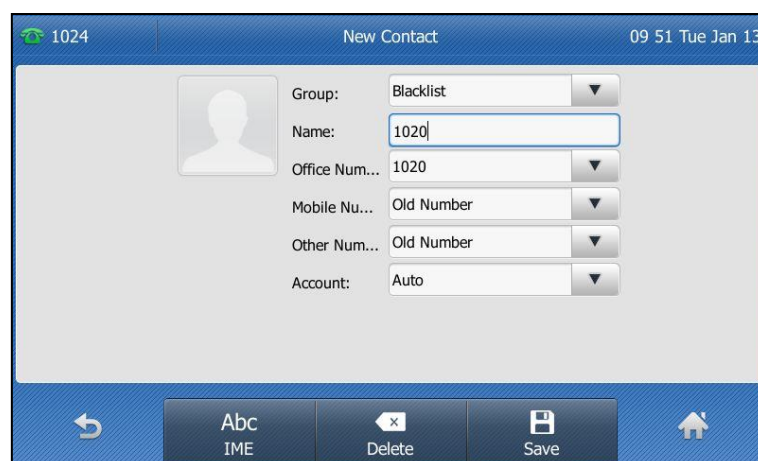 1024 New Contact 09 51 Tue Jan 13
Group: Blacklist
Name: 1020
Office Num... 1020
Mobile Nu... Old Number
Other Num... Old Number
Account: Auto
Abc
IME
Delete
Save